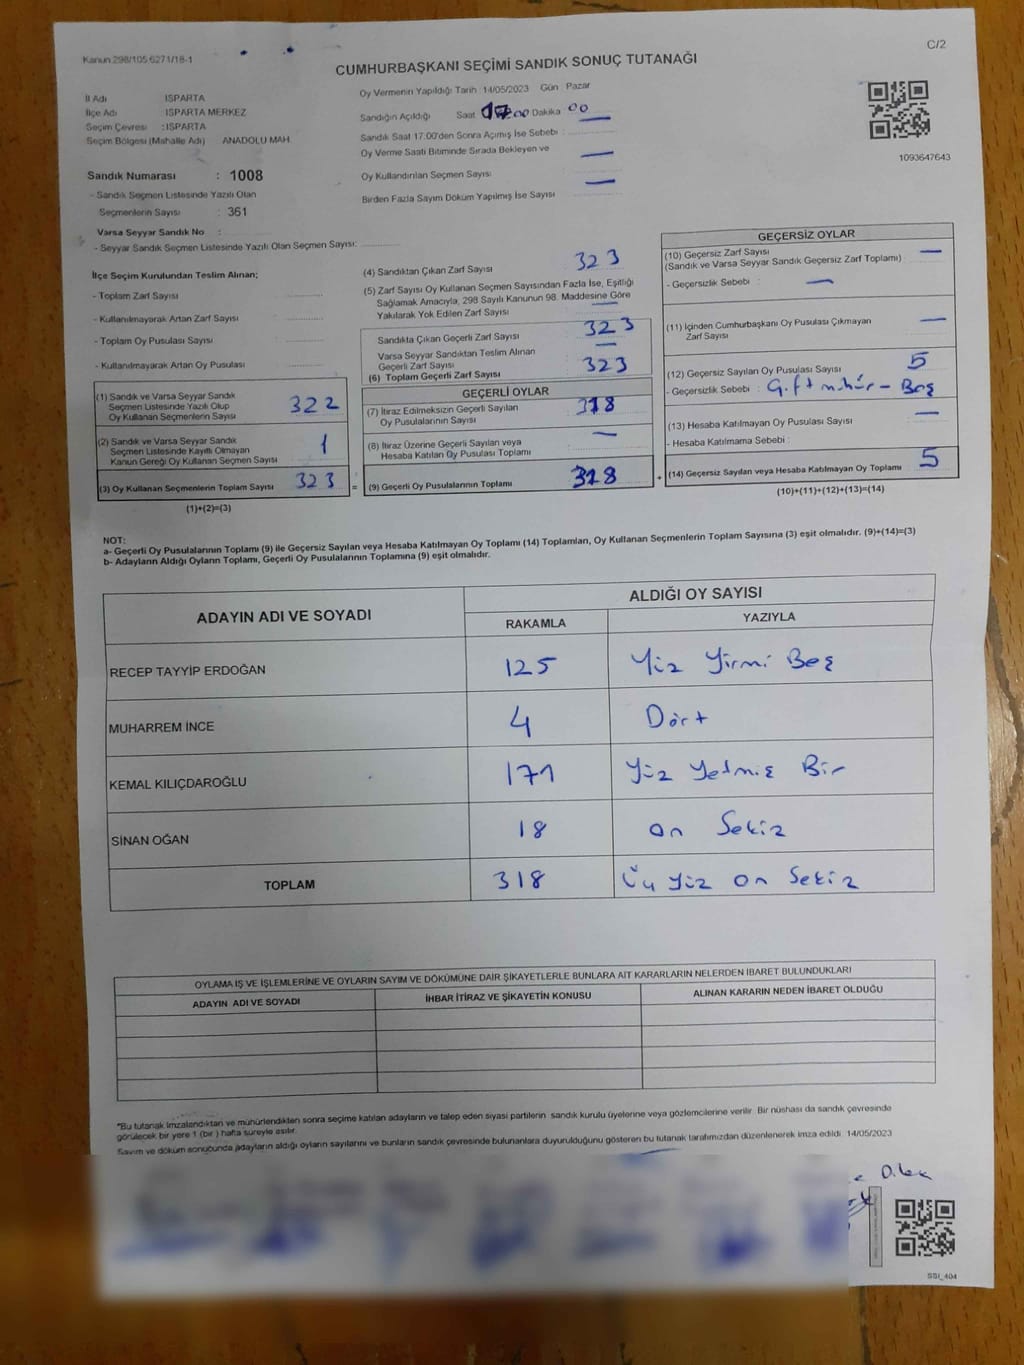 Kanun 298/105 6271/18-1
C/2
CUMHURBAŞKANI SEÇİMİ SANDIK SONUÇ TUTANAĞI
İl Adı ISPARTA
İlçe Adı ISPARTA MERKEZ
Seçim Çevresi : ISPARTA
Seçim Bölgesi (Mahalle Adı) ANADOLU MAH.
Sandık Numarası : 1008
- Sandık Seçmen Listesinde Yazılı Olan
Seçmenlerin Sayısı : 361
Varsa Seyyar Sandık No :
- Seyyar Sandık Seçmen Listesinde Yazılı Olan Seçmen Sayısı:
Oy Vermenin Yapıldığı Tarih 14/05/2023 Gün Pazar
Sandığın Açıldığı Saat 17 00 Dakika 00
Sandık Saat 17:00'den Sonra Açımış İse Sebebi : —
Oy Verme Saati Bitiminde Sırada Bekleyen ve
Oy Kullandırılan Seçmen Sayısı —
Birden Fazla Sayım Döküm Yapılmış İse Sayısı —
1093647643
İlçe Seçim Kurulundan Teslim Alınan;
- Toplam Zarf Sayısı
- Kullanılmayarak Artan Zarf Sayısı
- Toplam Oy Pusulası Sayısı
- Kullanılmayarak Artan Oy Pusulası
(1) Sandık ve Varsa Seyyar Sandık
Seçmen Listesinde Yazılı Olup
Oy Kullanan Seçmenlerin Sayısı 322
(2) Sandık ve Varsa Seyyar Sandık
Seçmen Listesinde Kayıtlı Olmayan
Kanun Gereği Oy Kullanan Seçmen Sayısı 1
(3) Oy Kullanan Seçmenlerin Toplam Sayısı 323
(1)+(2)=(3)
=
(4) Sandıktan Çıkan Zarf Sayısı 323
(5) Zarf Sayısı Oy Kullanan Seçmen Sayısından Fazla İse, Eşitliği
Sağlamak Amacıyla, 298 Sayılı Kanunun 98. Maddesine Göre
Yakılarak Yok Edilen Zarf Sayısı —
Sandıkta Çıkan Geçerli Zarf Sayısı 323
Varsa Seyyar Sandıktan Teslim Alınan
Geçerli Zarf Sayısı —
(6) Toplam Geçerli Zarf Sayısı 323
GEÇERLİ OYLAR
(7) İtiraz Edilmeksizin Geçerli Sayılan
Oy Pusulalarının Sayısı 318
(8) İtiraz Üzerine Geçerli Sayılan veya
Hesaba Katılan Oy Pusulası Toplamı —
(9) Geçerli Oy Pusulalarının Toplamı 318
+
GEÇERSİZ OYLAR
(10) Geçersiz Zarf Sayısı —
(Sandık ve Varsa Seyyar Sandık Geçersiz Zarf Toplamı)
- Geçersizlik Sebebi : —
(11) İçinden Cumhurbaşkanı Oy Pusulası Çıkmayan
Zarf Sayısı —
(12) Geçersiz Sayılan Oy Pusulası Sayısı 5
- Geçersizlik Sebebi : Çift mühür - Boş
(13) Hesaba Katılmayan Oy Pusulası Sayısı —
- Hesaba Katılmama Sebebi :
(14) Geçersiz Sayılan veya Hesaba Katılmayan Oy Toplamı 5
(10)+(11)+(12)+(13)=(14)
NOT:
a- Geçerli Oy Pusulalarının Toplamı (9) ile Geçersiz Sayılan veya Hesaba Katılmayan Oy Toplamı (14) Toplamları, Oy Kullanan Seçmenlerin Toplam Sayısına (3) eşit olmalıdır. (9)+(14)=(3)
b- Adayların Aldığı Oyların Toplamı, Geçerli Oy Pusulalarının Toplamına (9) eşit olmalıdır.
ADAYIN ADI VE SOYADI
ALDIĞI OY SAYISI
RAKAMLA YAZIYLA
RECEP TAYYİP ERDOĞAN 125 Yüz Yirmi Beş
MUHARREM İNCE 4 Dört
KEMAL KILIÇDAROĞLU 171 Yüz Yetmiş Bir
SİNAN OĞAN 18 On Sekiz
TOPLAM 318 Üç Yüz On Sekiz
OYLAMA İŞ VE İŞLEMLERİNE VE OYLARIN SAYIM VE DÖKÜMÜNE DAİR ŞİKAYETLERLE BUNLARA AİT KARARLARIN NELERDEN İBARET BULUNDUKLARI
ADAYIN ADI VE SOYADI İHBAR İTİRAZ VE ŞİKAYETİN KONUSU ALINAN KARARIN NEDEN İBARET OLDUĞU
*Bu tutanak İmzalandıktan ve mühürlendikten sonra seçime katılan adayların ve talep eden siyasi partilerin sandık kurulu üyelerine veya gözlemcilerine verilir. Bir nüshası da sandık çevresinde
görülecek bir yere 1 (bir) hafta süreyle asılır.
Sayım ve döküm sonucunda adayların aldığı oyların sayılarını ve bunların sandık çevresinde bulunanlara duyurulduğunu gösteren bu tutanak tarafımızdan düzenlenerek imza edildi. 14/05/2023
SSI_404